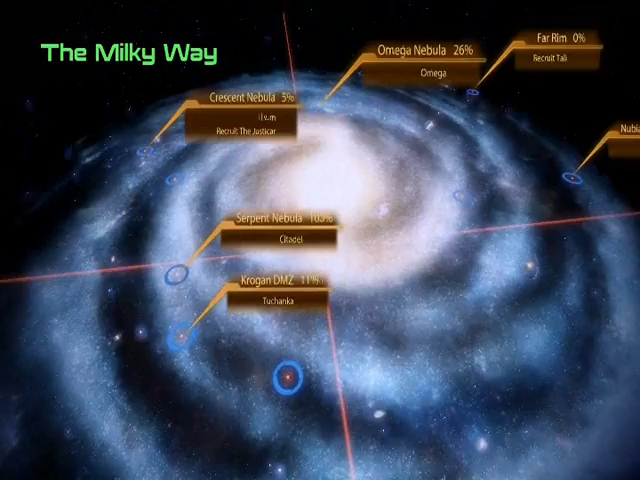 The Milky Way
Omega Nebula 26%
Omega
Far Rim 0%
Recruit Tali
Crescent Nebula 5%
Recruit The Justicar
Serpent Nebula
Citadel
Krogan DMZ 11%
Tuchanka